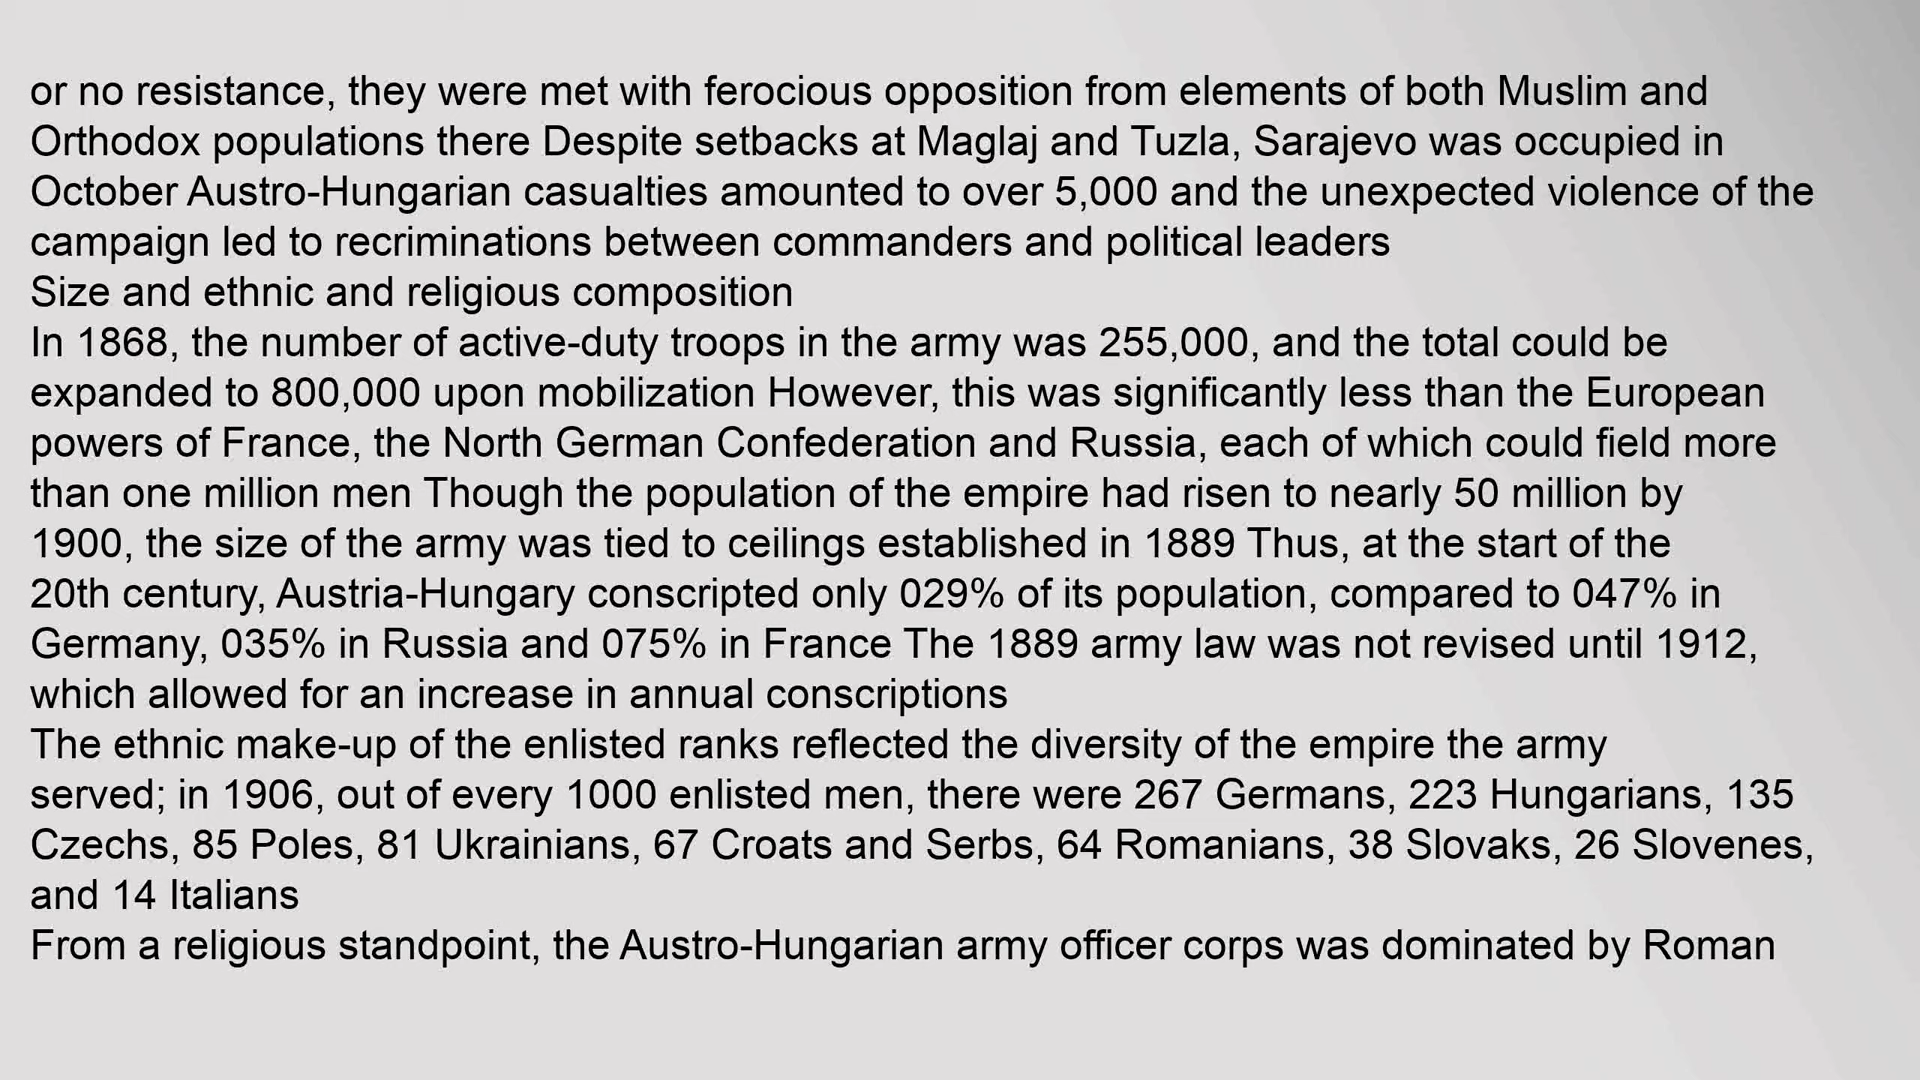 or no resistance, they were met with ferocious opposition from elements of both Muslim and
Orthodox populations there Despite setbacks at Maglaj and Tuzla, Sarajevo was occupied in
October Austro-Hungarian casualties amounted to over 5,000 and the unexpected violence of the
campaign led to recriminations between commanders and political leaders
Size and ethnic and religious composition
In 1868, the number of active-duty troops in the army was 255,000, and the total could be
expanded to 800,000 upon mobilization However, this was significantly less than the European
powers of France, the North German Confederation and Russia, each of which could field more
than one million men Though the population of the empire had risen to nearly 50 million by
1900, the size of the army was tied to ceilings established in 1889 Thus, at the start of the
20th century, Austria-Hungary conscripted only 029% of its population, compared to 047% in
Germany, 035% in Russia and 075% in France The 1889 army law was not revised until 1912,
which allowed for an increase in annual conscriptions
The ethnic make-up of the enlisted ranks reflected the diversity of the empire the army
served; in 1906, out of every 1000 enlisted men, there were 267 Germans, 223 Hungarians, 135
Czechs, 85 Poles, 81 Ukrainians, 67 Croats and Serbs, 64 Romanians, 38 Slovaks, 26 Slovenes,
and 14 Italians
From a religious standpoint, the Austro-Hungarian army officer corps was dominated by Roman